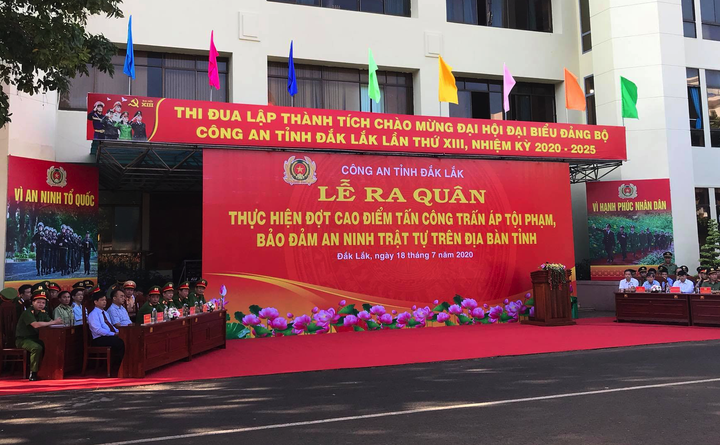 THI ĐUA LẬP THÀNH TÍCH CHÀO MỪNG ĐẠI HỘI ĐẠI BIỂU ĐẢNG BỘ
CÔNG AN TỈNH ĐẮK LẮK LẦN THỨ XIII, NHIỆM KỲ 2020 - 2025
XIII
VÌ AN NINH TỔ QUỐC
CÔNG AN TỈNH ĐẮK LẮK
LỄ RA QUÂN
THỰC HIỆN ĐỢT CAO ĐIỂM TẤN CÔNG TRẤN ÁP TỘI PHẠM,
BẢO ĐẢM AN NINH TRẬT TỰ TRÊN ĐỊA BÀN TỈNH
Đắk Lắk, ngày 18 tháng 7 năm 2020
VÌ HẠNH PHÚC NHÂN DÂN